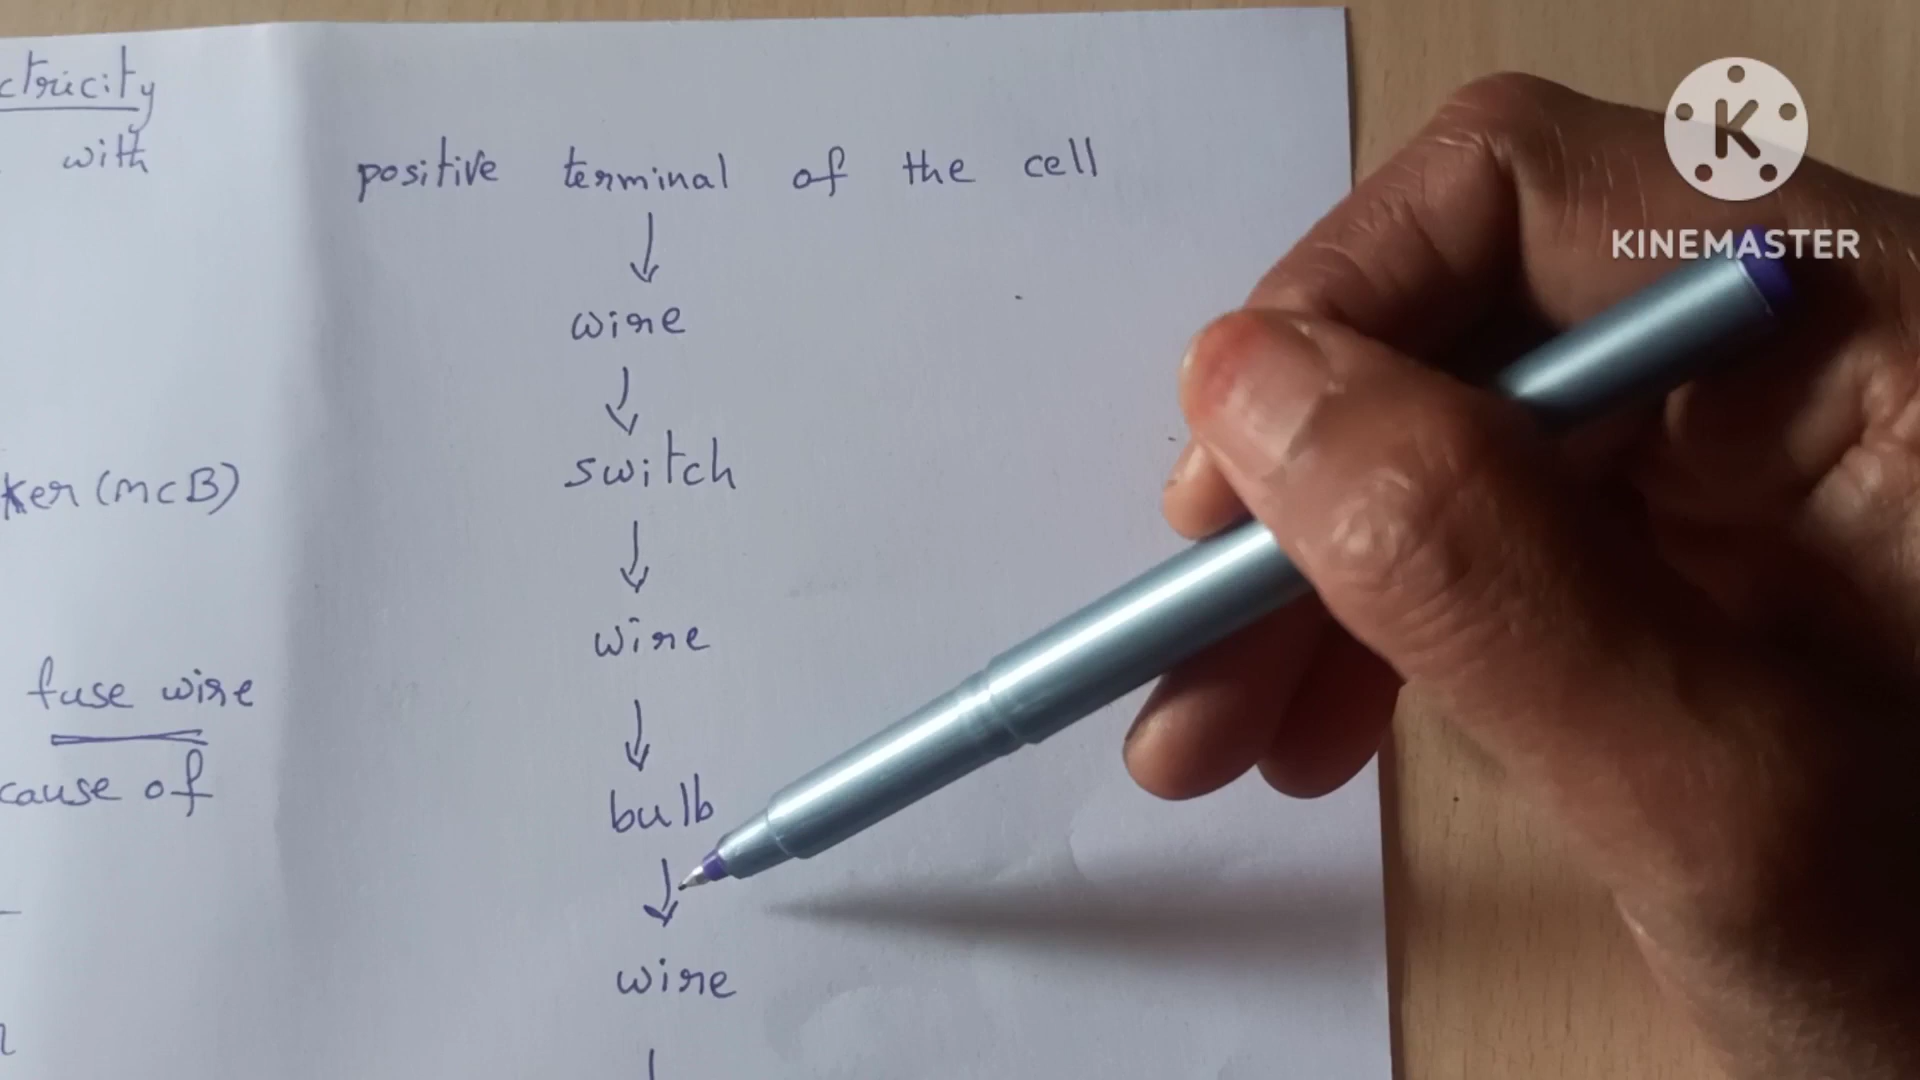 ctricity
with
ker (MCB)
fuse wire
cause of
positive terminal of the cell
wire
switch
wire
bulb
wire
KINEMASTER